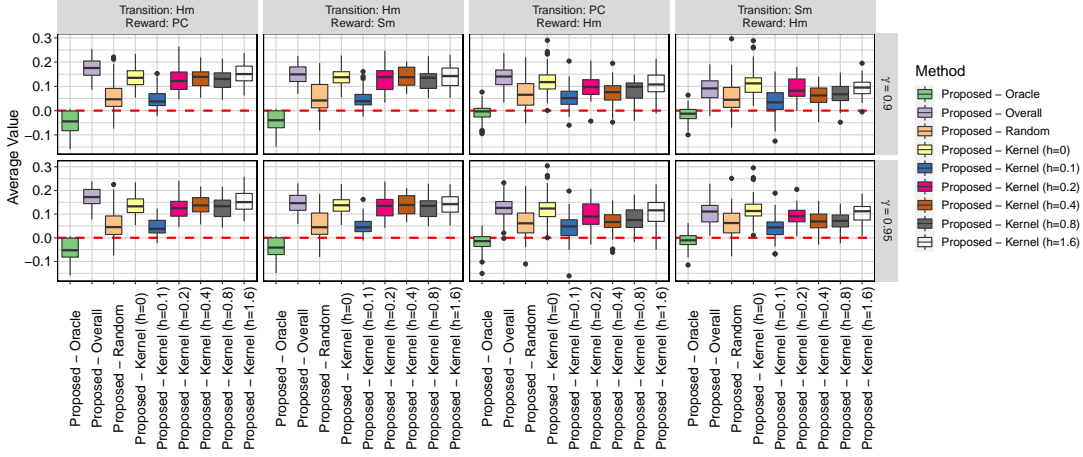 Transition: Hm
Reward: PC
Transition: Hm
Reward: Sm
Transition: PC
Reward: Hm
Transition: Sm
Reward: Hm
Average Value
0.3
0.2
0.1
0.0
−0.1
γ = 0.9
0.3
0.2
0.1
0.0
−0.1
γ = 0.95
Proposed − Oracle
Proposed − Overall
Proposed − Random
Proposed − Kernel (h=0)
Proposed − Kernel (h=0.1)
Proposed − Kernel (h=0.2)
Proposed − Kernel (h=0.4)
Proposed − Kernel (h=0.8)
Proposed − Kernel (h=1.6)
Proposed − Oracle
Proposed − Overall
Proposed − Random
Proposed − Kernel (h=0)
Proposed − Kernel (h=0.1)
Proposed − Kernel (h=0.2)
Proposed − Kernel (h=0.4)
Proposed − Kernel (h=0.8)
Proposed − Kernel (h=1.6)
Proposed − Oracle
Proposed − Overall
Proposed − Random
Proposed − Kernel (h=0)
Proposed − Kernel (h=0.1)
Proposed − Kernel (h=0.2)
Proposed − Kernel (h=0.4)
Proposed − Kernel (h=0.8)
Proposed − Kernel (h=1.6)
Proposed − Oracle
Proposed − Overall
Proposed − Random
Proposed − Kernel (h=0)
Proposed − Kernel (h=0.1)
Proposed − Kernel (h=0.2)
Proposed − Kernel (h=0.4)
Proposed − Kernel (h=0.8)
Proposed − Kernel (h=1.6)
Method
Proposed − Oracle
Proposed − Overall
Proposed − Random
Proposed − Kernel (h=0)
Proposed − Kernel (h=0.1)
Proposed − Kernel (h=0.2)
Proposed − Kernel (h=0.4)
Proposed − Kernel (h=0.8)
Proposed − Kernel (h=1.6)